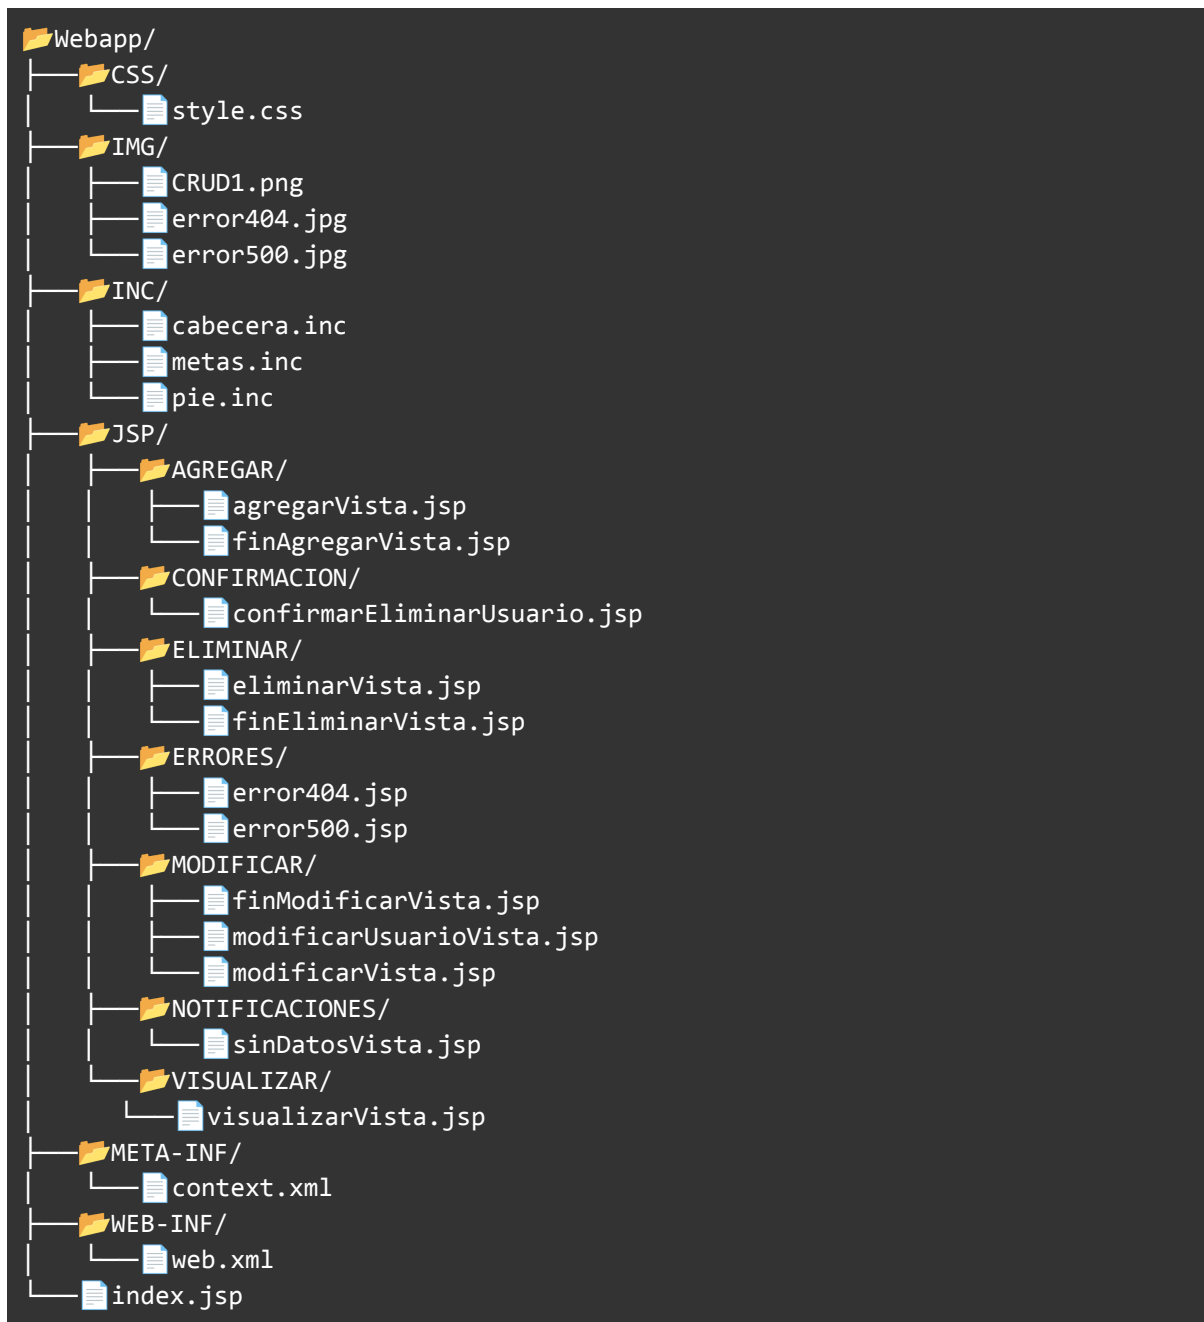 Webapp/
CSS/
style.css
IMG/
CRUD1.png
error404.jpg
error500.jpg
INC/
cabecera.inc
metas.inc
pie.inc
JSP/
AGREGAR/
agregarVista.jsp
finAgregarVista.jsp
CONFIRMACION/
confirmarEliminarUsuario.jsp
ELIMINAR/
eliminarVista.jsp
finEliminarVista.jsp
ERRORES/
error404.jsp
error500.jsp
MODIFICAR/
finModificarVista.jsp
modificarUsuarioVista.jsp
modificarVista.jsp
NOTIFICACIONES/
sinDatosVista.jsp
VISUALIZAR/
visualizarVista.jsp
META-INF/
context.xml
WEB-INF/
web.xml
index.jsp